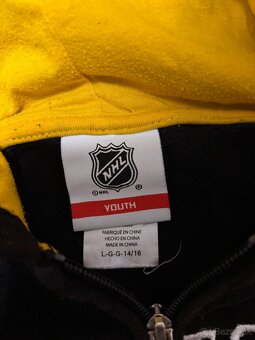 NHL
©NHL
YOUTH
FABRIQUÉ EN CHINE
HECHO EN CHINA
MADE IN CHINA
L-G-G-14/16